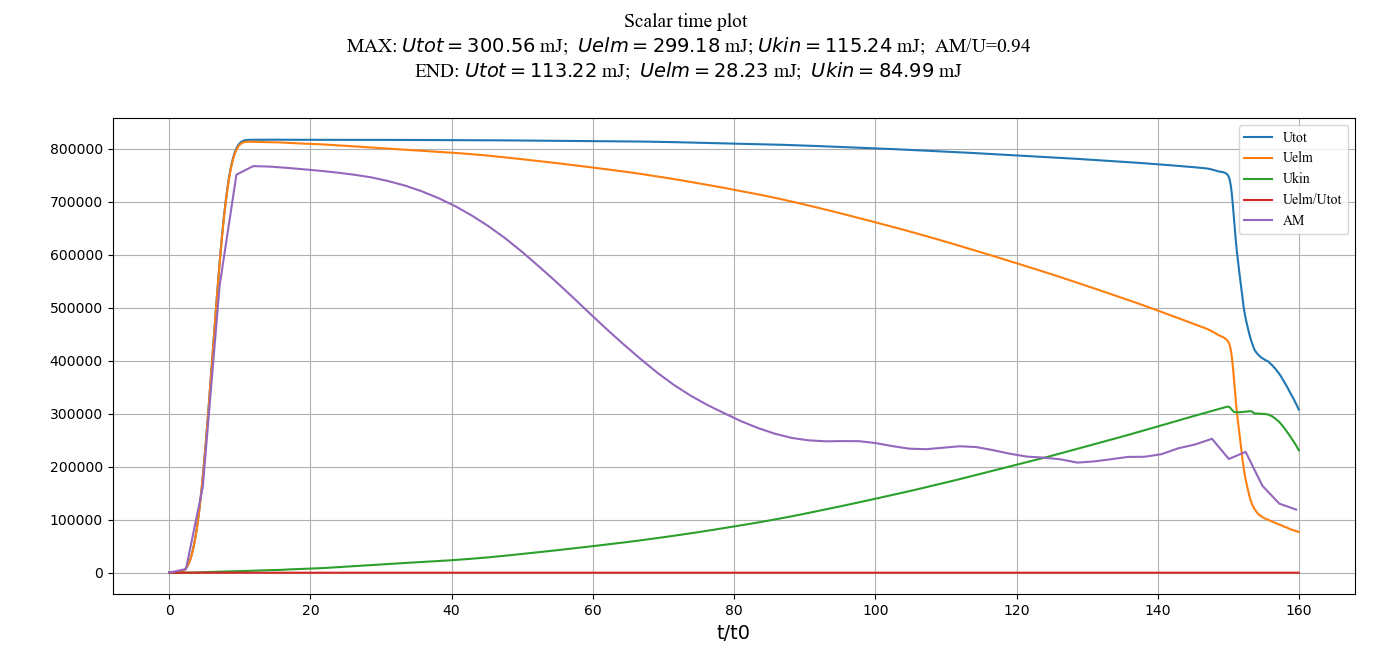 Scalar time plot
MAX: Utot = 300.56 mJ; Uelm = 299.18 mJ; Ukin = 115.24 mJ; AM/U=0.94
END: Utot = 113.22 mJ; Uelm = 28.23 mJ; Ukin = 84.99 mJ
800000
700000
600000
500000
400000
300000
200000
100000
0
Utot
Uelm
Ukin
Uelm/Utot
AM
0 20 40 60 80 100 120 140 160
t/t0